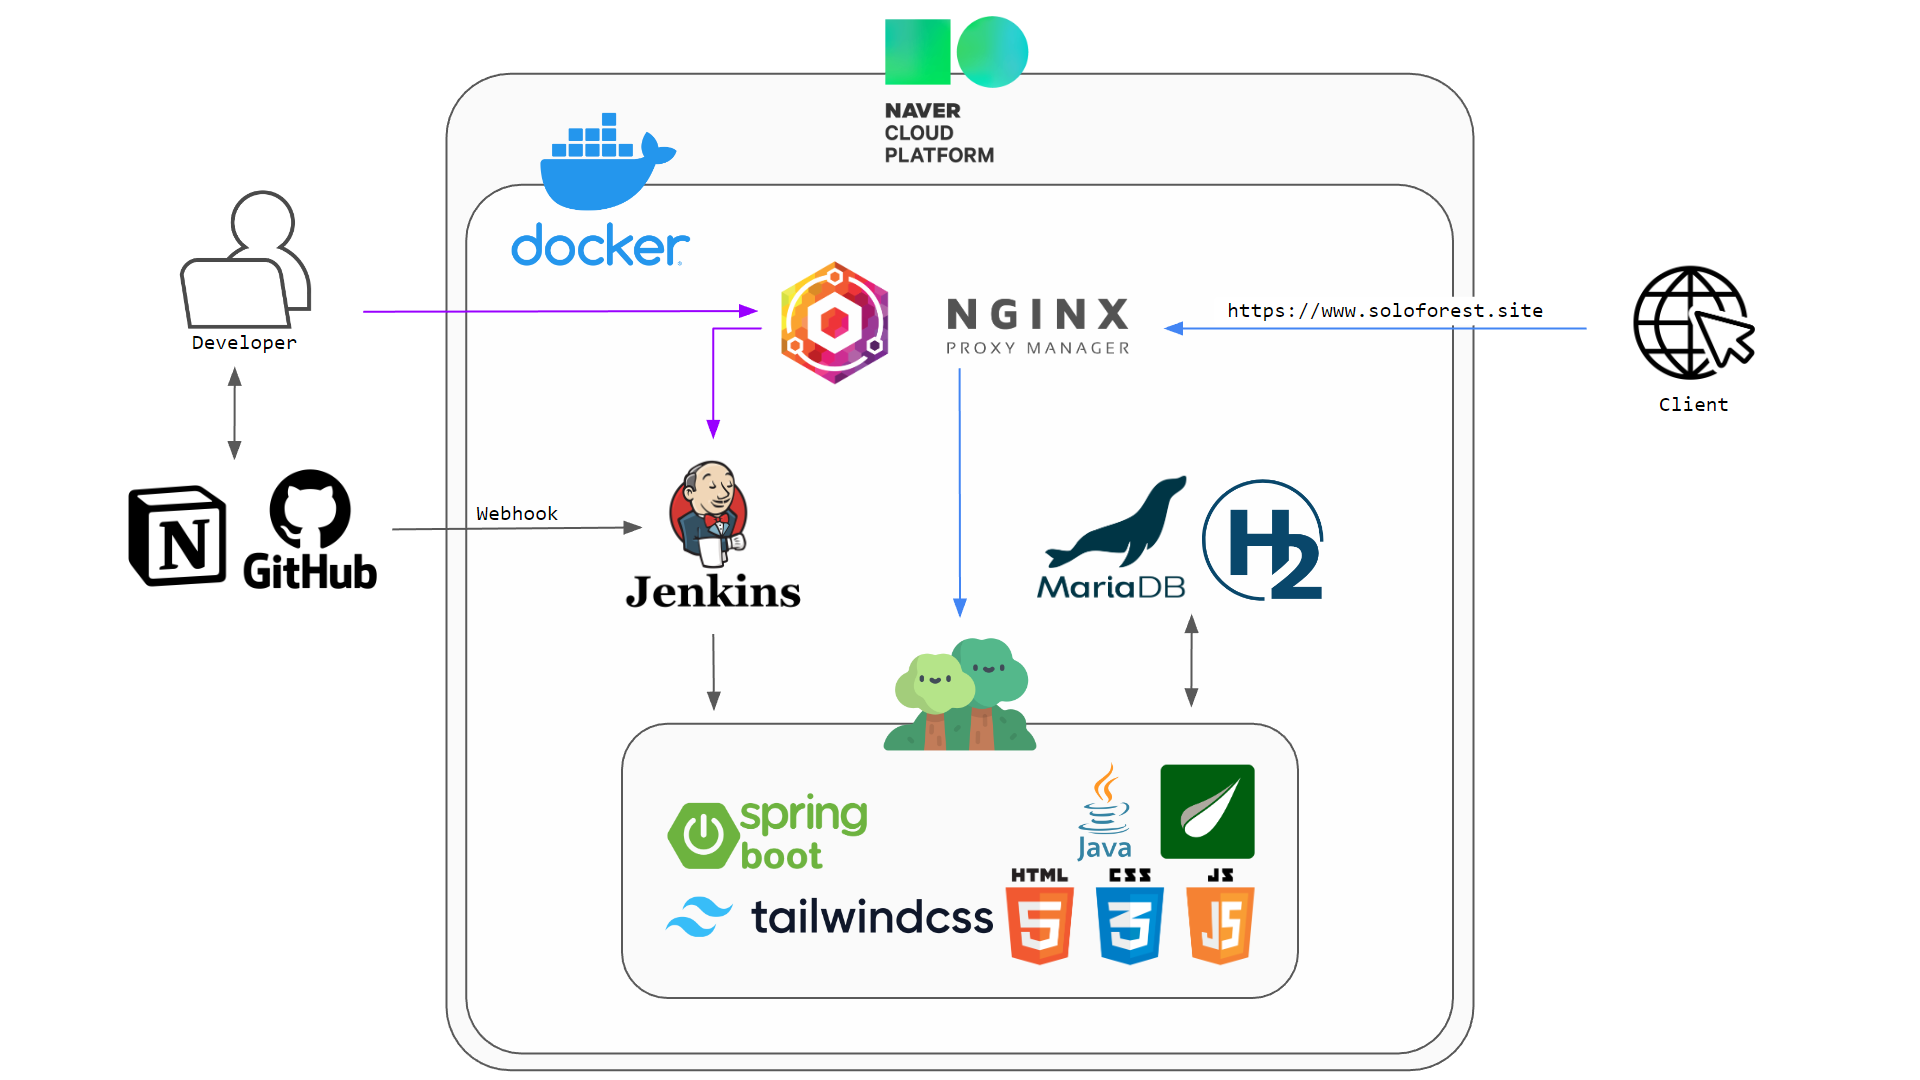 NAVER
CLOUD
PLATFORM
docker
Developer
NGINX
PROXY MANAGER
https://www.soloforest.site
Client
N
GitHub
Webhook
Jenkins
MariaDB
H2
spring
boot
Java
tailwindcss
HTML
5
CSS
3
JS
JS